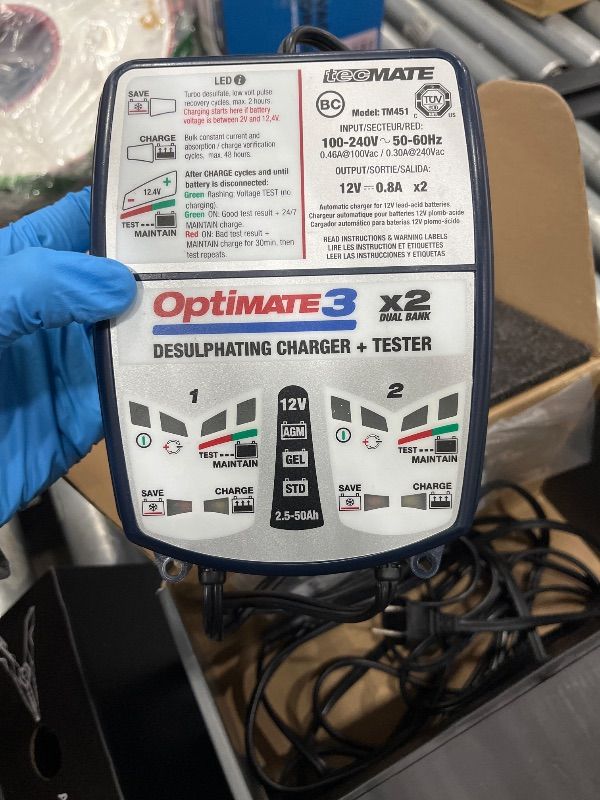 LED i
SAVE
Turbo desulfate, low volt pulse
recovery cycles, max. 2 hours.
Charging starts here if battery
voltage is between 2V and 12,4V.
CHARGE
Bulk constant current and
absorption / charge verification
cycles, max. 48 hours.
12.4V
TEST
MAINTAIN
After CHARGE cycles and until
battery is disconnected:
Green flashing: Voltage TEST (no
charging).
Green ON: Good test result + 24/7
MAINTAIN charge.
Red ON: Bad test result +
MAINTAIN charge for 30min, then
test repeats.
TECMATE
BC
Model: TM451
C TÜV US
INPUT/SECTEUR/RED:
100-240V ~ 50-60Hz
0.46A@100Vac / 0.30A@240Vac
OUTPUT/SORTIE/SALIDA:
12V 0.8A x2
Automatic charger for 12V lead-acid batteries.
Chargeur automatique pour batteries 12V plomb-acide
Cargador automático para baterías 12V plomo-ácido
READ INSTRUCTIONS & WARNING LABELS
LIRE LES INSTRUCTION ET ETIQUETTES
LEER LAS INSTRUCCIONES Y ETIQUETAS
OPTIMATE3
X2
DUAL BANK
DESULPHATING CHARGER + TESTER
1
TEST
MAINTAIN
SAVE
CHARGE
12V
AGM
GEL
STD
2.5-50Ah
2
TEST
MAINTAIN
SAVE
CHARGE